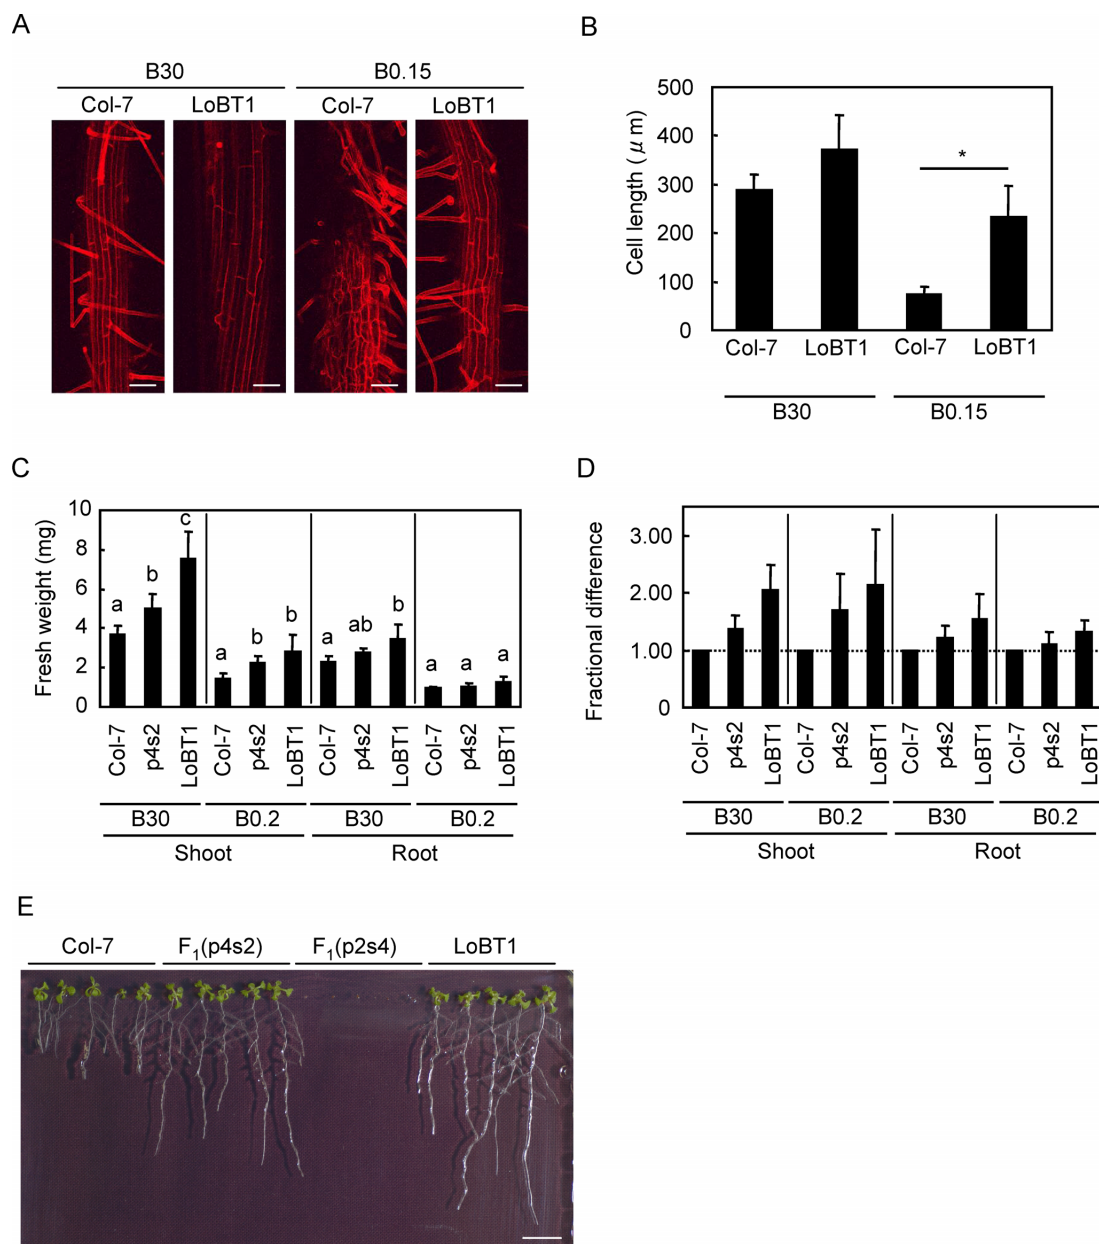 A
B30 B0.15
Col-7 LoBT1 Col-7 LoBT1
B
Cell length (μm)
500
400
300
200
100
0
*
Col-7 LoBT1 Col-7 LoBT1
B30 B0.15
C
Fresh weight (mg)
10
8
6
4
2
0
a b c a b b a ab b a a a
Col-7 p4s2 LoBT1 Col-7 p4s2 LoBT1 Col-7 p4s2 LoBT1 Col-7 p4s2 LoBT1
B30 B0.2 B30 B0.2
Shoot Root
D
Fractional difference
3.00
2.00
1.00
0
Col-7 p4s2 LoBT1 Col-7 p4s2 LoBT1 Col-7 p4s2 LoBT1 Col-7 p4s2 LoBT1
B30 B0.2 B30 B0.2
Shoot Root
E
Col-7 F₁(p4s2) F₁(p2s4) LoBT1